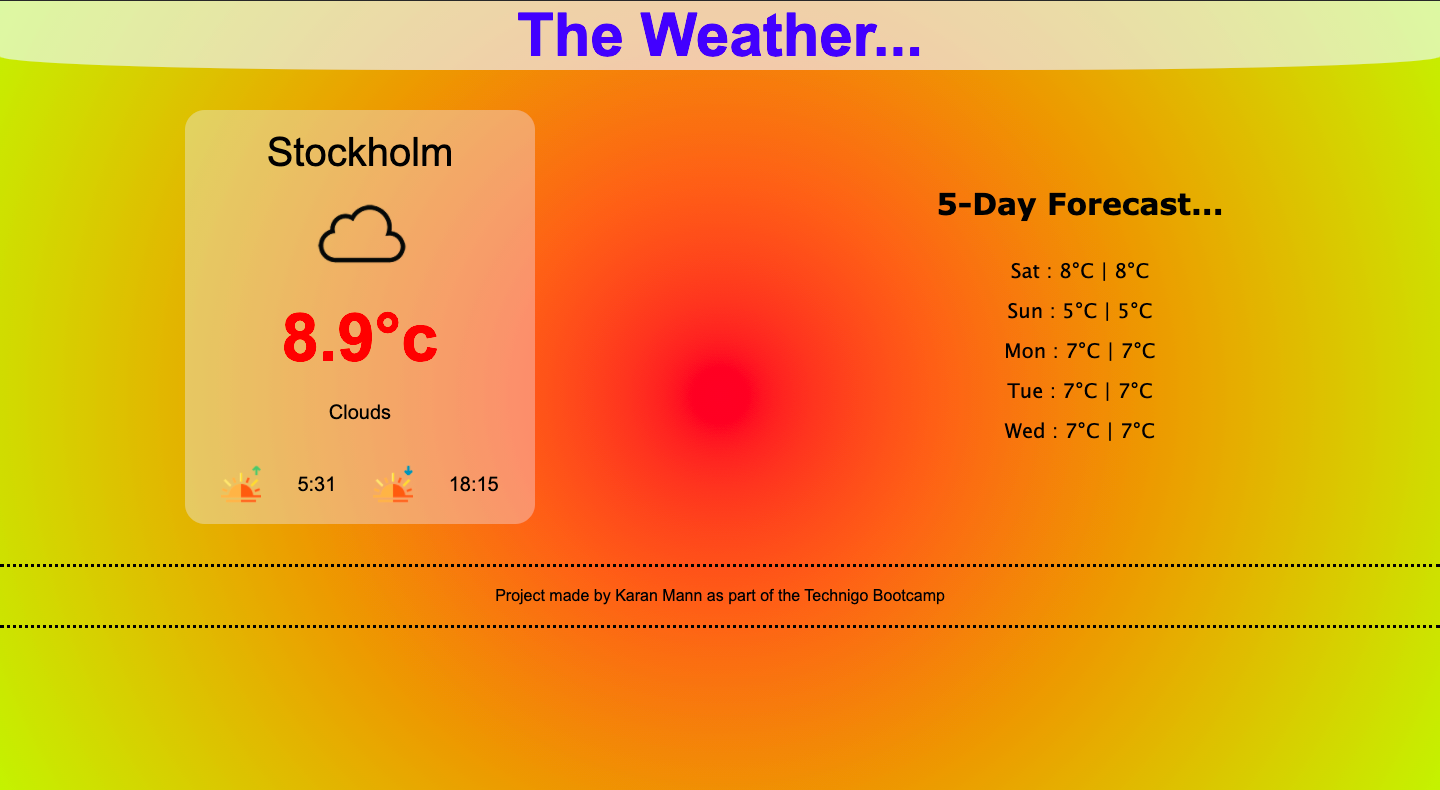 The Weather...
Stockholm
8.9°c
Clouds
5:31 18:15
5-Day Forecast...
Sat : 8°C | 8°C
Sun : 5°C | 5°C
Mon : 7°C | 7°C
Tue : 7°C | 7°C
Wed : 7°C | 7°C
Project made by Karan Mann as part of the Technigo Bootcamp